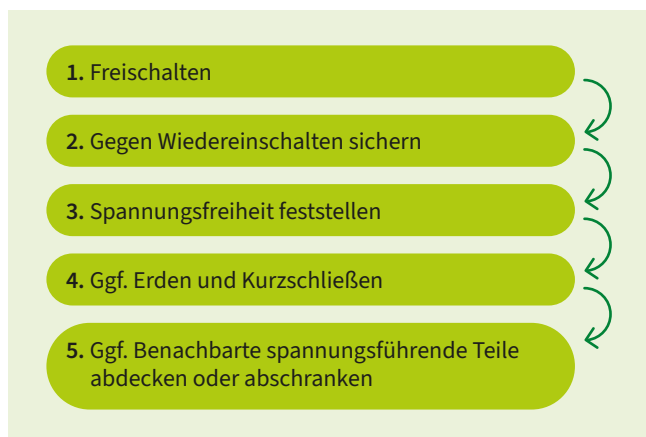 1. Freischalten
2. Gegen Wiedereinschalten sichern
3. Spannungsfreiheit feststellen
4. Ggf. Erden und Kurzschließen
5. Ggf. Benachbarte spannungsführende Teile
abdecken oder abschranken